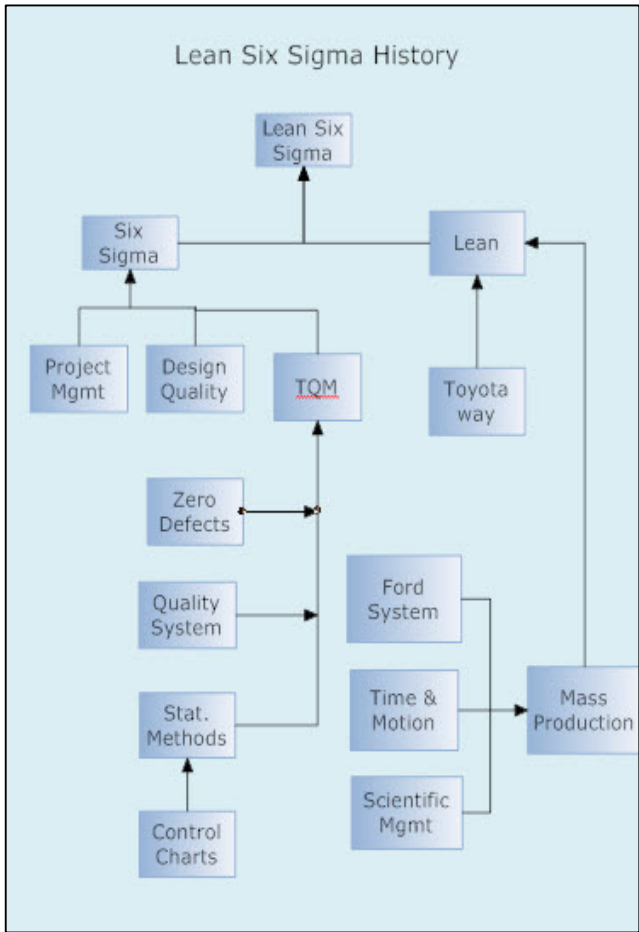 Lean Six Sigma History
Lean Six
Sigma
Six
Sigma
Lean
Project
Mgmt
Design
Quality
TQM
Toyota
way
Zero
Defects
Ford
System
Quality
System
Time &
Motion
Mass
Production
Stat.
Methods
Scientific
Mgmt
Control
Charts